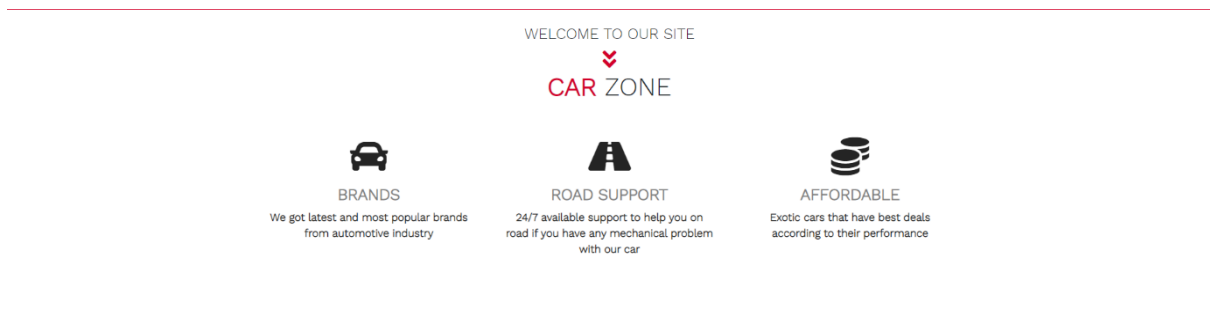 WELCOME TO OUR SITE
CAR ZONE
BRANDS
We got latest and most popular brands
from automotive industry
ROAD SUPPORT
24/7 available support to help you on
road if you have any mechanical problem
with our car
AFFORDABLE
Exotic cars that have best deals
according to their performance